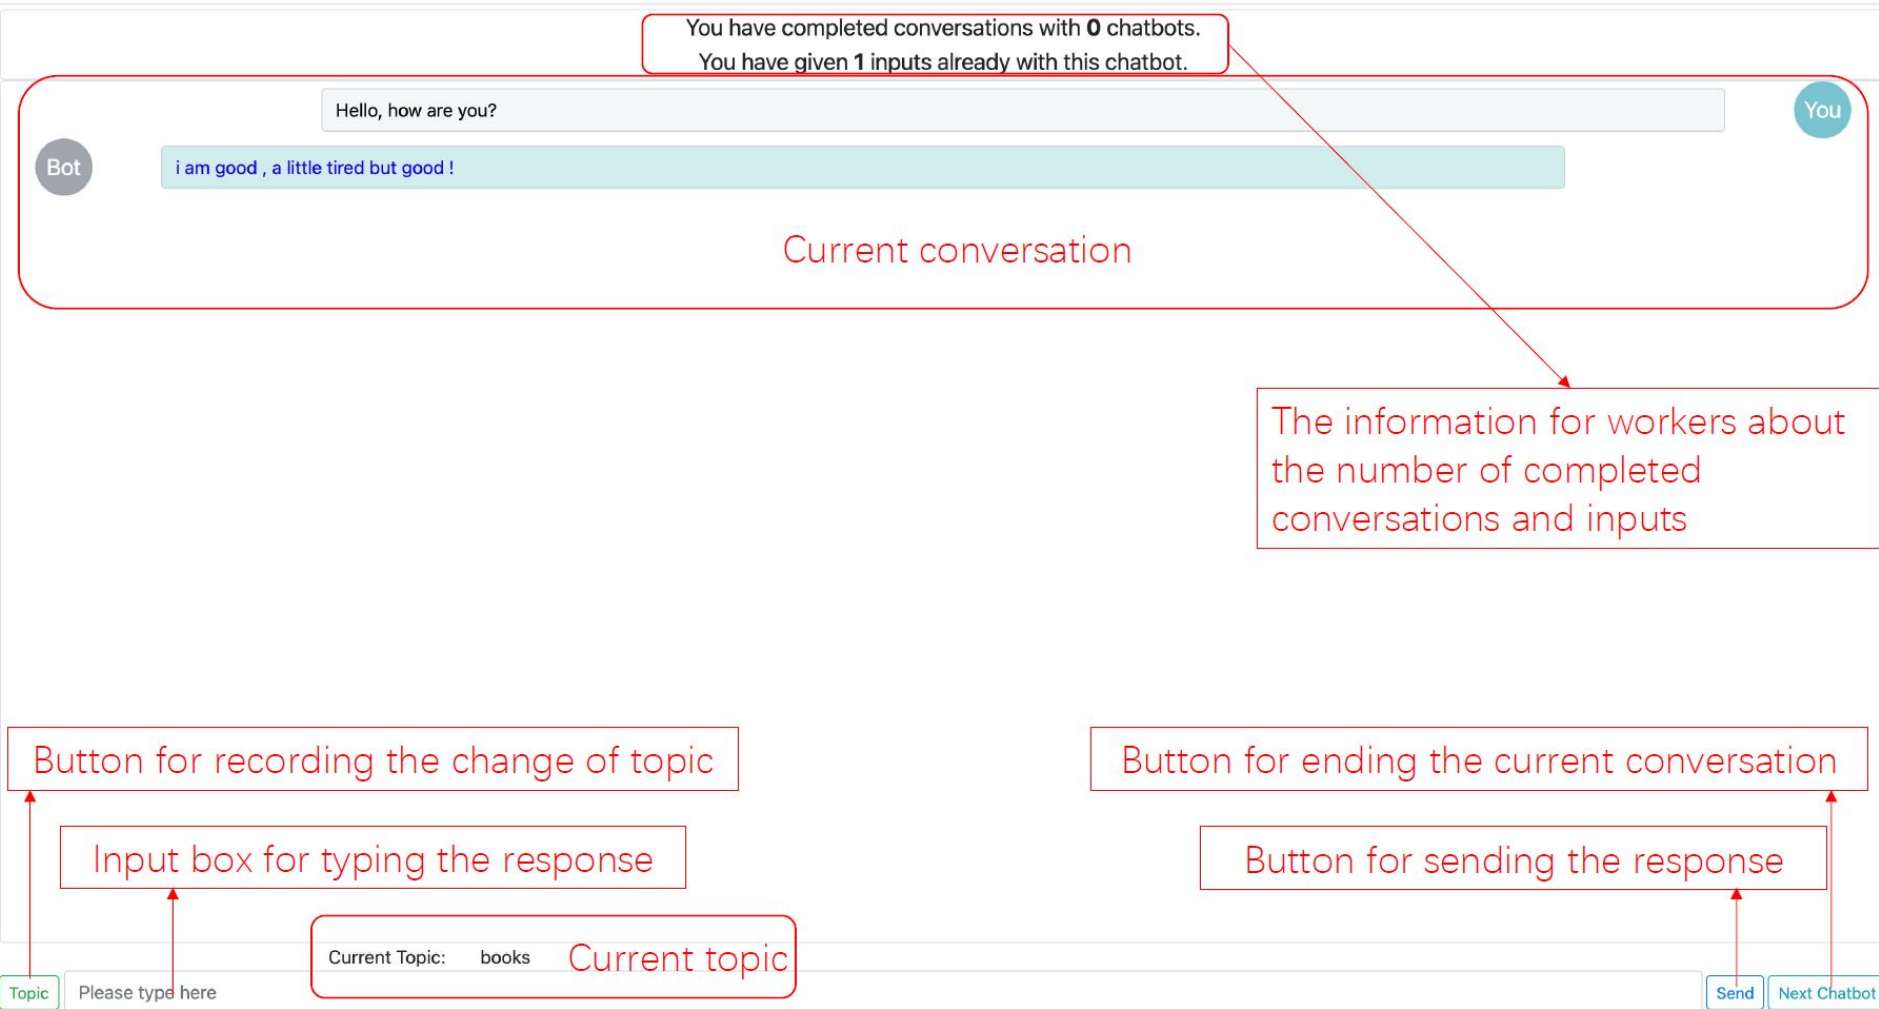 You have completed conversations with 0 chatbots.
You have given 1 inputs already with this chatbot.
Hello, how are you?
You
Bot
i am good , a little tired but good !
Current conversation
The information for workers about
the number of completed
conversations and inputs
Button for recording the change of topic
Button for ending the current conversation
Input box for typing the response
Button for sending the response
Current Topic: books
Current topic
Topic
Please type here
Send
Next Chatbot